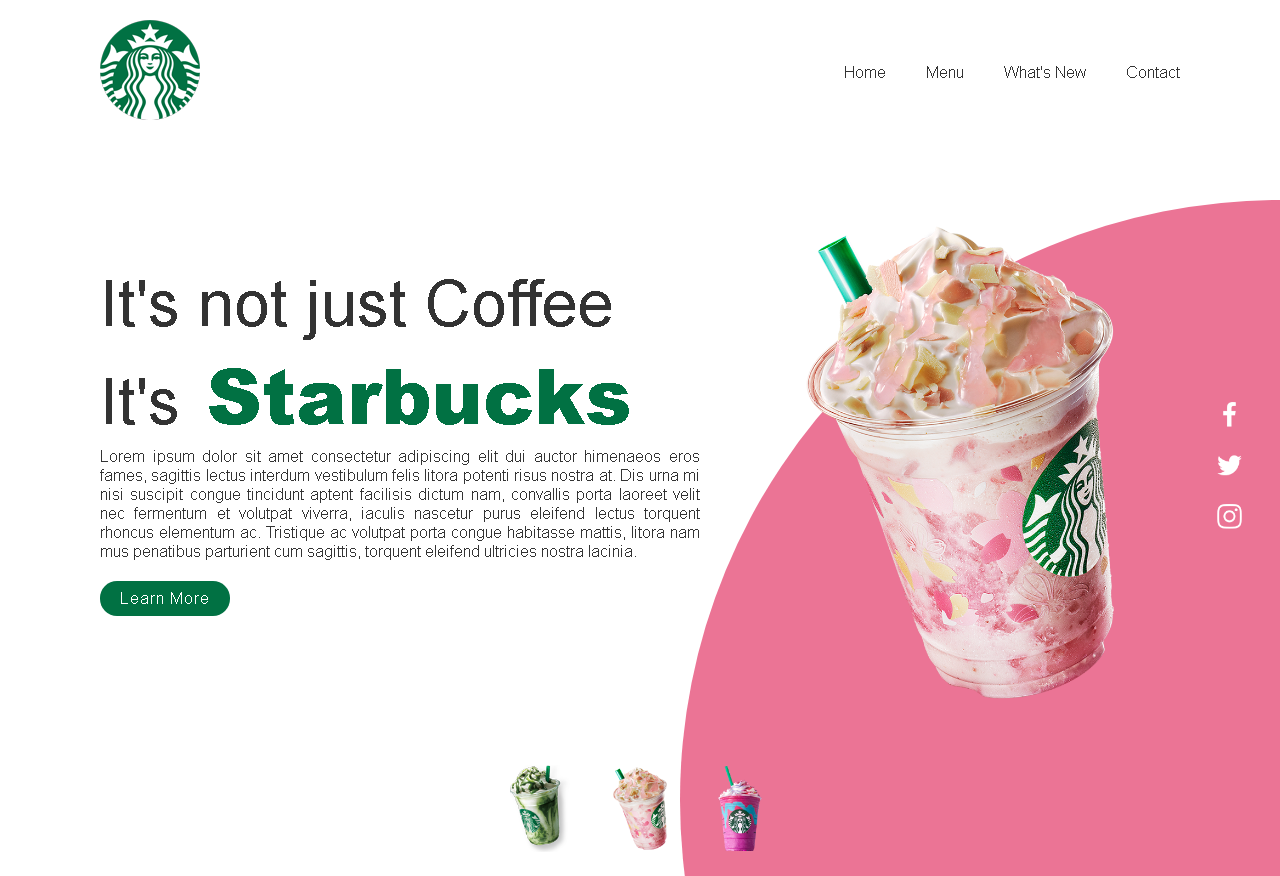 Home Menu What's New Contact
It's not just Coffee
It's Starbucks
Lorem ipsum dolor sit amet consectetur adipiscing elit dui auctor himenaeos eros
fames, sagittis lectus interdum vestibulum felis litora potenti risus nostra at. Dis urna mi
nisi suscipit congue tincidunt aptent facilisis dictum nam, convallis porta laoreet velit
nec fermentum et volutpat viverra, iaculis nascetur purus eleifend lectus torquent
rhoncus elementum ac. Tristique ac volutpat porta congue habitasse mattis, litora nam
mus penatibus parturient cum sagittis, torquent eleifend ultricies nostra lacinia.
Learn More